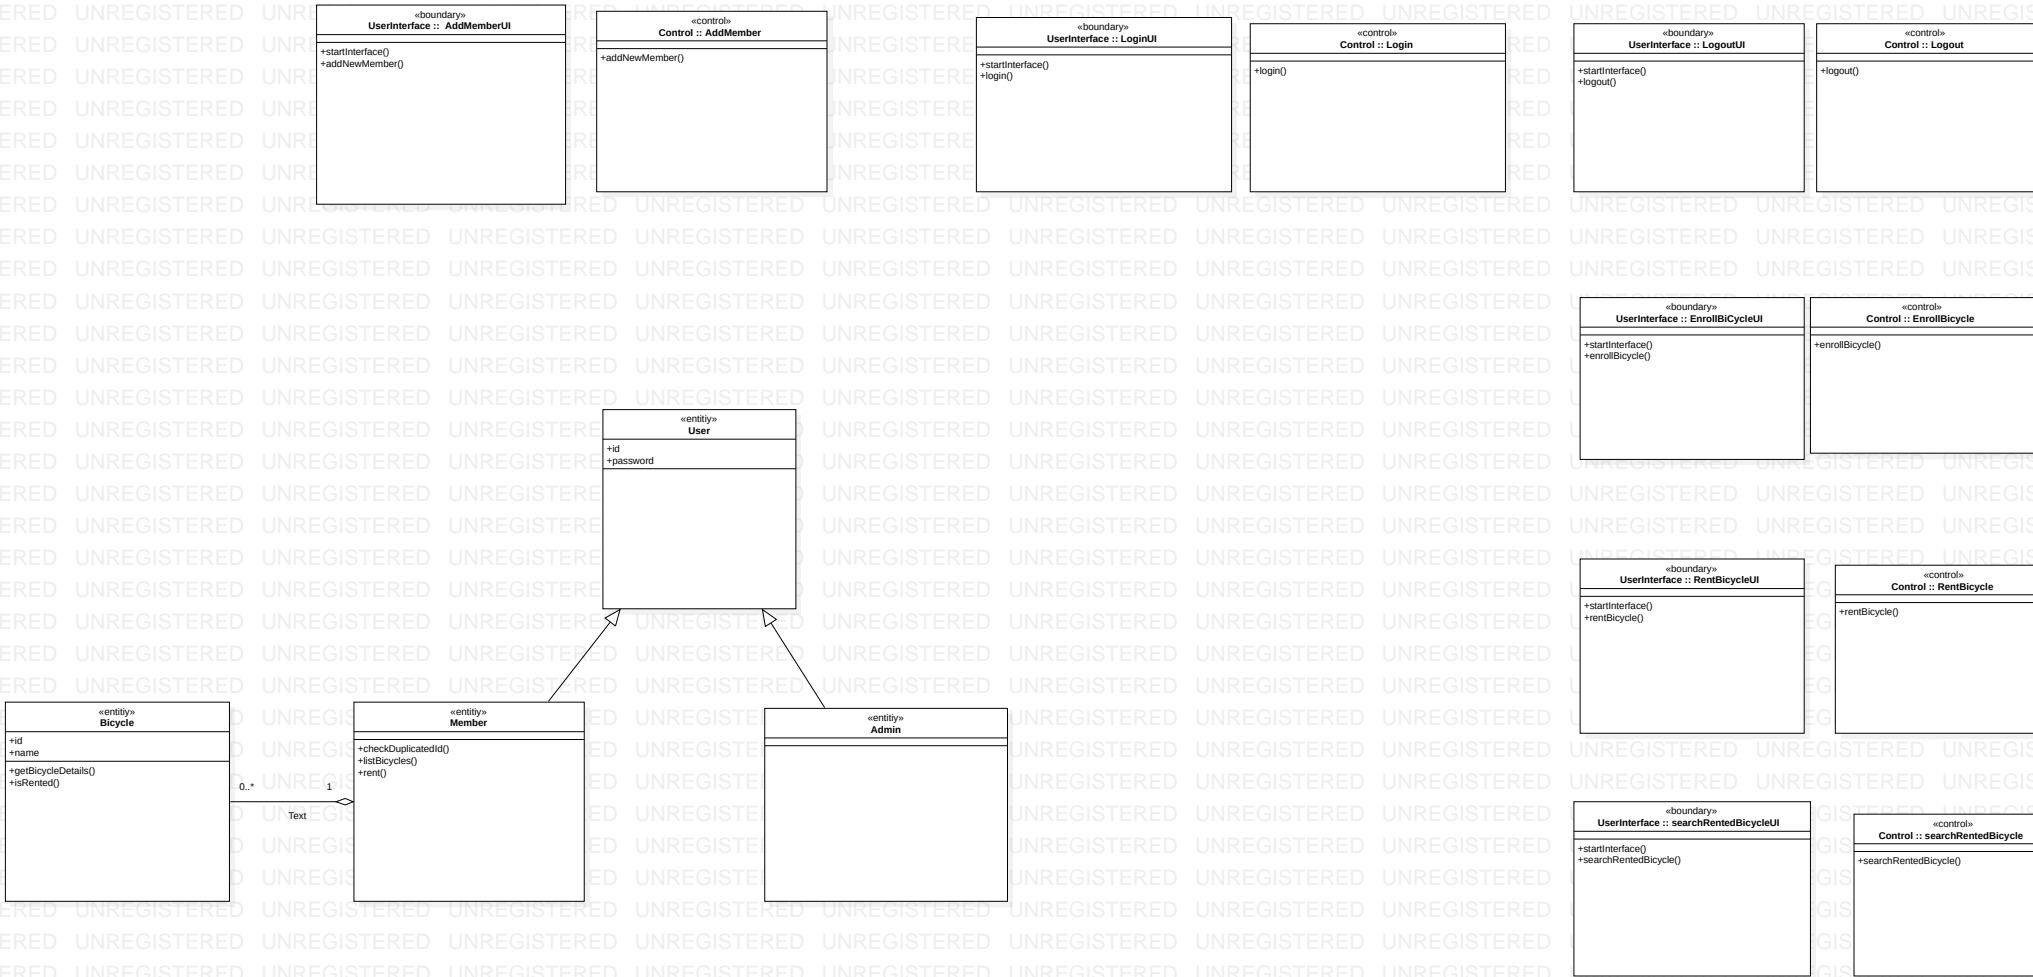 «boundary»
UserInterface :: AddMemberUI
+startInterface()
+addNewMember()
«control»
Control :: AddMember
+addNewMember()
«boundary»
UserInterface :: LoginUI
+startInterface()
+login()
«control»
Control :: Login
+login()
«boundary»
UserInterface :: LogoutUI
+startInterface()
+logout()
«control»
Control :: Logout
+logout()
«boundary»
UserInterface :: EnrollBiCycleUI
+startInterface()
+enrollBicycle()
«control»
Control :: EnrollBicycle
+enrollBicycle()
«entitiy»
User
+id
+password
«boundary»
UserInterface :: RentBicycleUI
+startInterface()
+rentBicycle()
«control»
Control :: RentBicycle
+rentBicycle()
«entitiy»
Bicycle
+id
+name
+getBicycleDetails()
+isRented()
0..*
1
Text
«entitiy»
Member
+checkDuplicatedId()
+listBicycles()
+rent()
«entitiy»
Admin
«boundary»
UserInterface :: searchRentedBicycleUI
+startInterface()
+searchRentedBicycle()
«control»
Control :: searchRentedBicycle
+searchRentedBicycle()
UNREGISTERED